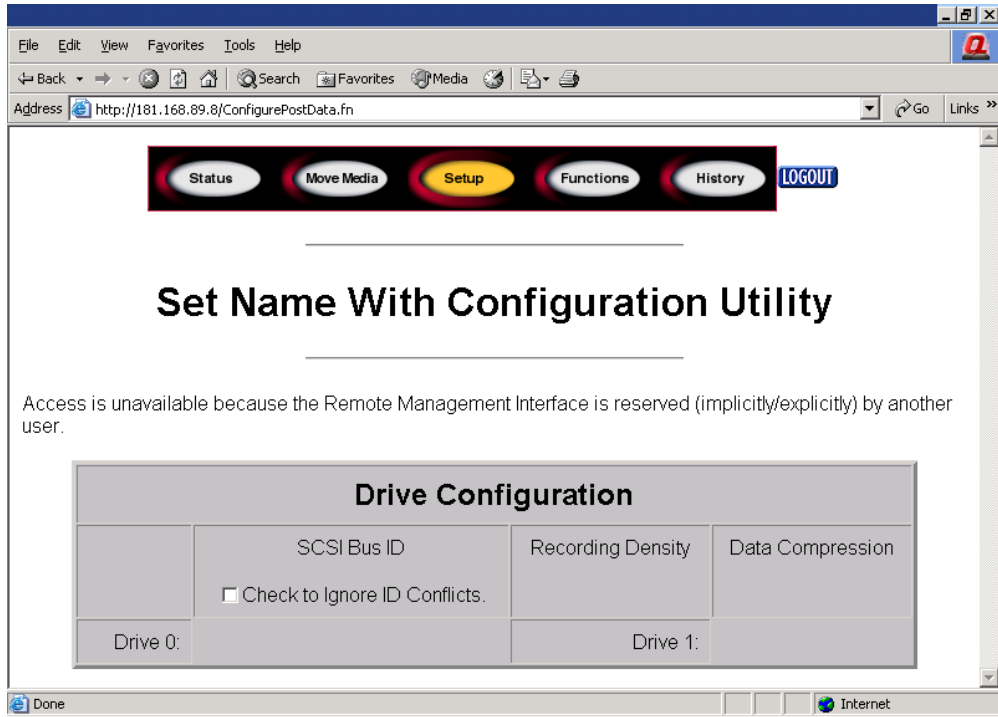 File Edit View Favorites Tools Help
Back Search Favorites Media
Address http://181.168.89.8/ConfigurePostData.fn Go Links »
Status Move Media Setup Functions History LOGOUT
Set Name With Configuration Utility
Access is unavailable because the Remote Management Interface is reserved (implicitly/explicitly) by another
user.
Drive Configuration
SCSI Bus ID Recording Density Data Compression
Check to Ignore ID Conflicts.
Drive 0: Drive 1:
Done Internet